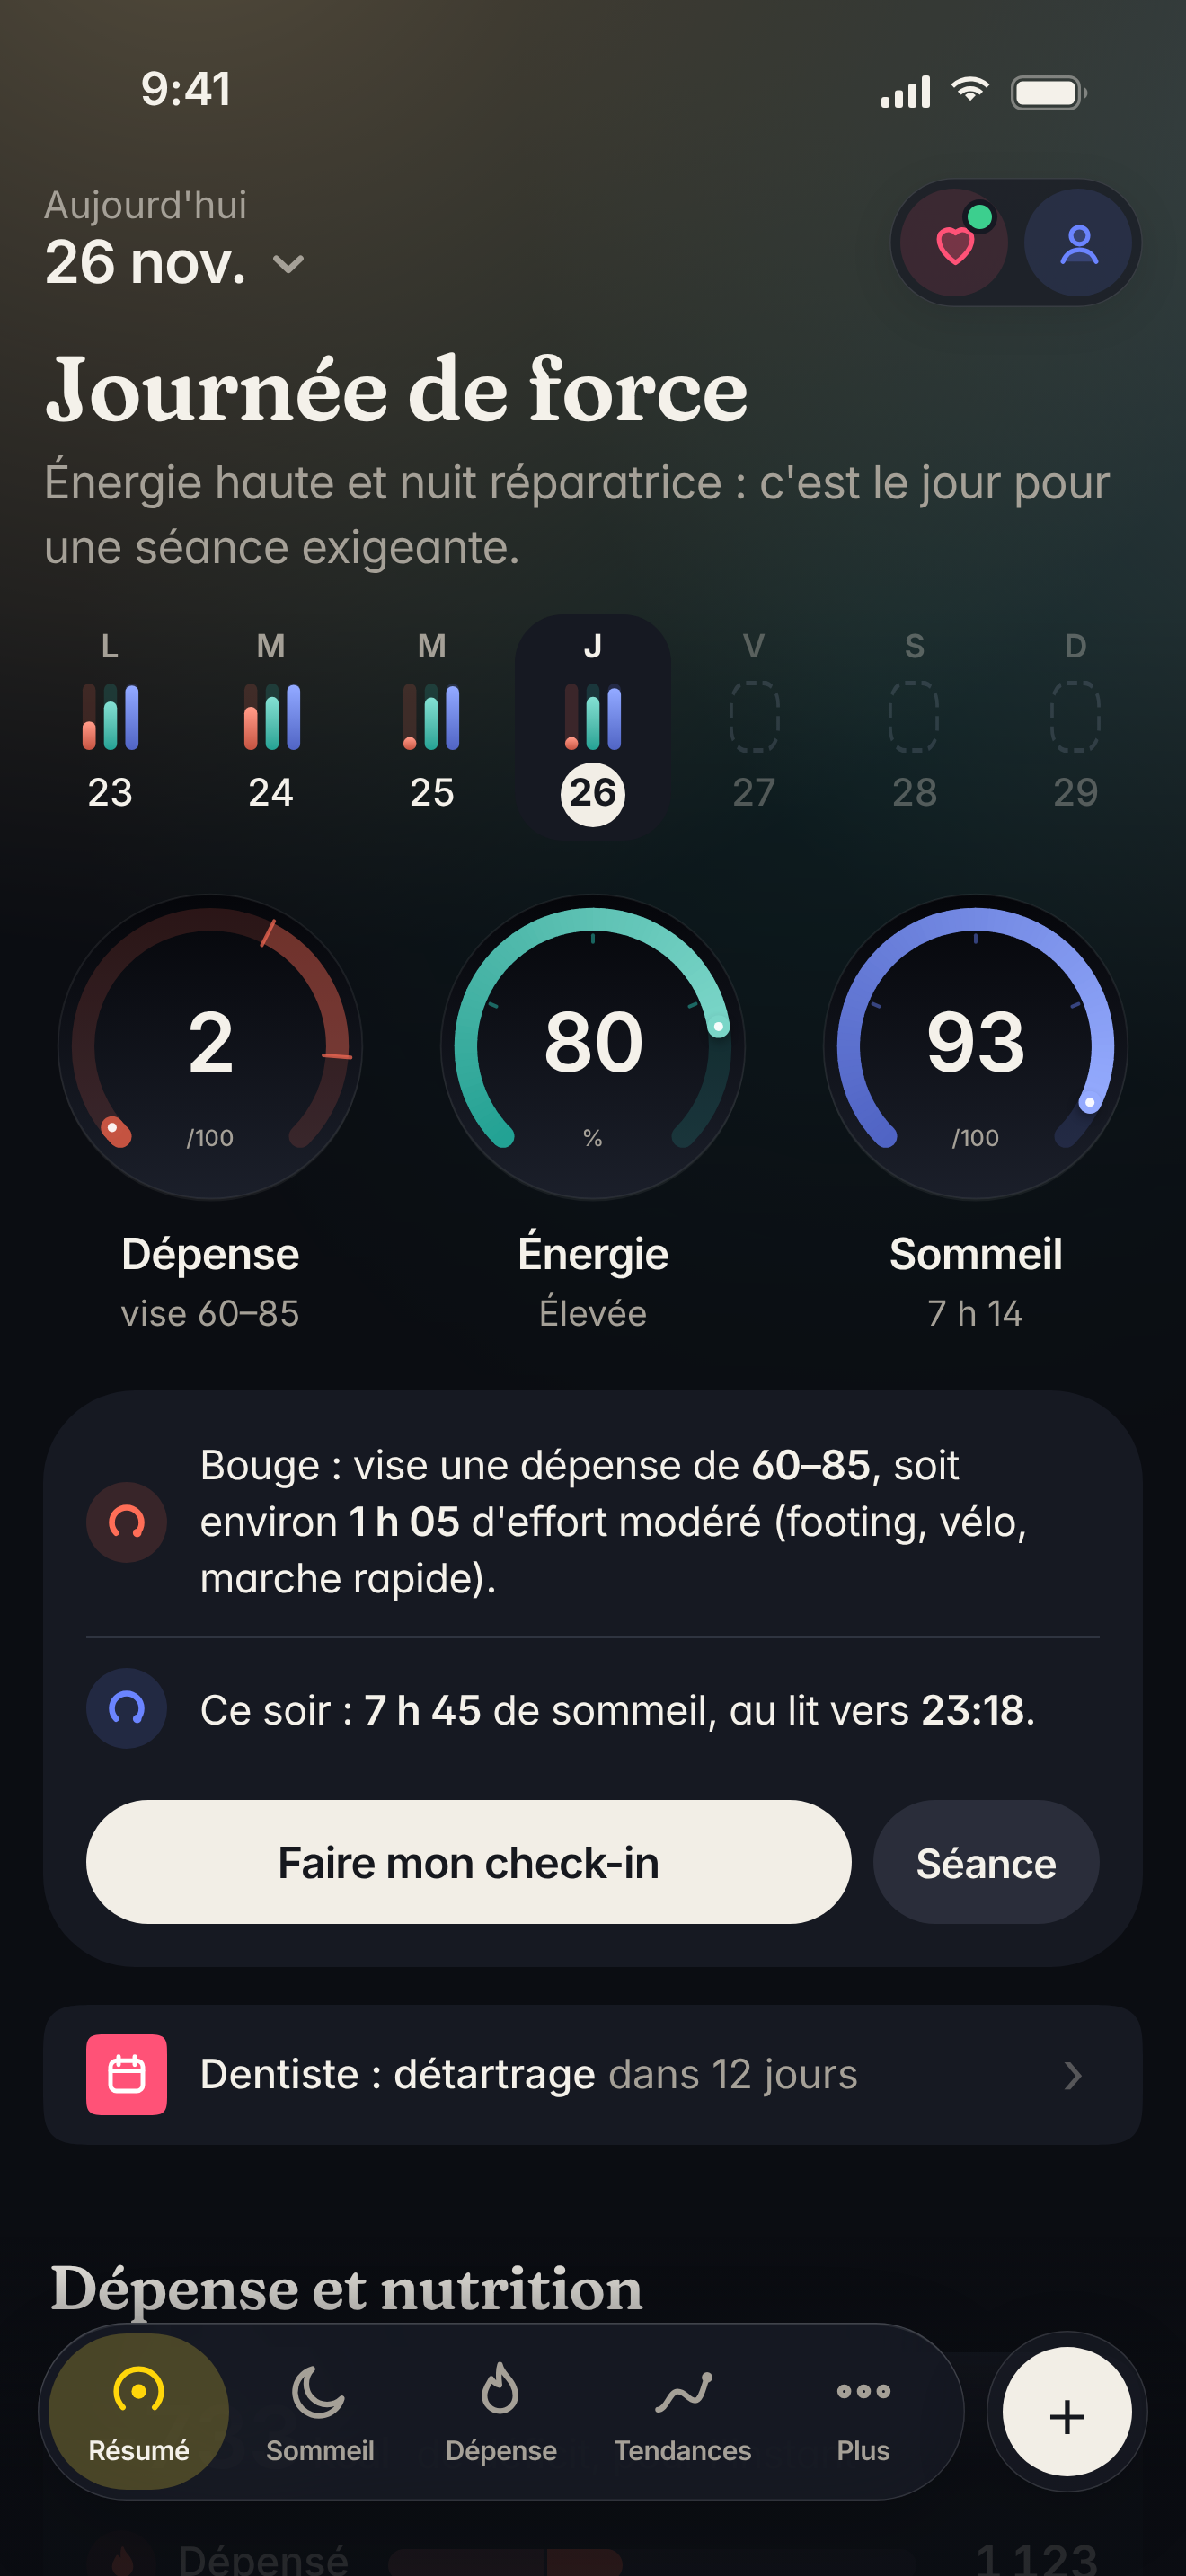 9:41
Aujourd'hui
26 nov.
Journée de force
Énergie haute et nuit réparatrice : c'est le jour pour
une séance exigeante.
L M M J V S D
23 24 25 26 27 28 29
2 80 93
/100 % /100
Dépense Énergie Sommeil
vise 60–85 Élevée 7 h 14
Bouge : vise une dépense de 60–85, soit
environ 1 h 05 d'effort modéré (footing, vélo,
marche rapide).
Ce soir : 7 h 45 de sommeil, au lit vers 23:18.
Faire mon check-in Séance
Dentiste : détartrage dans 12 jours
Dépense et nutrition
Résumé Sommeil Dépense Tendances Plus
Dépensé 1 123